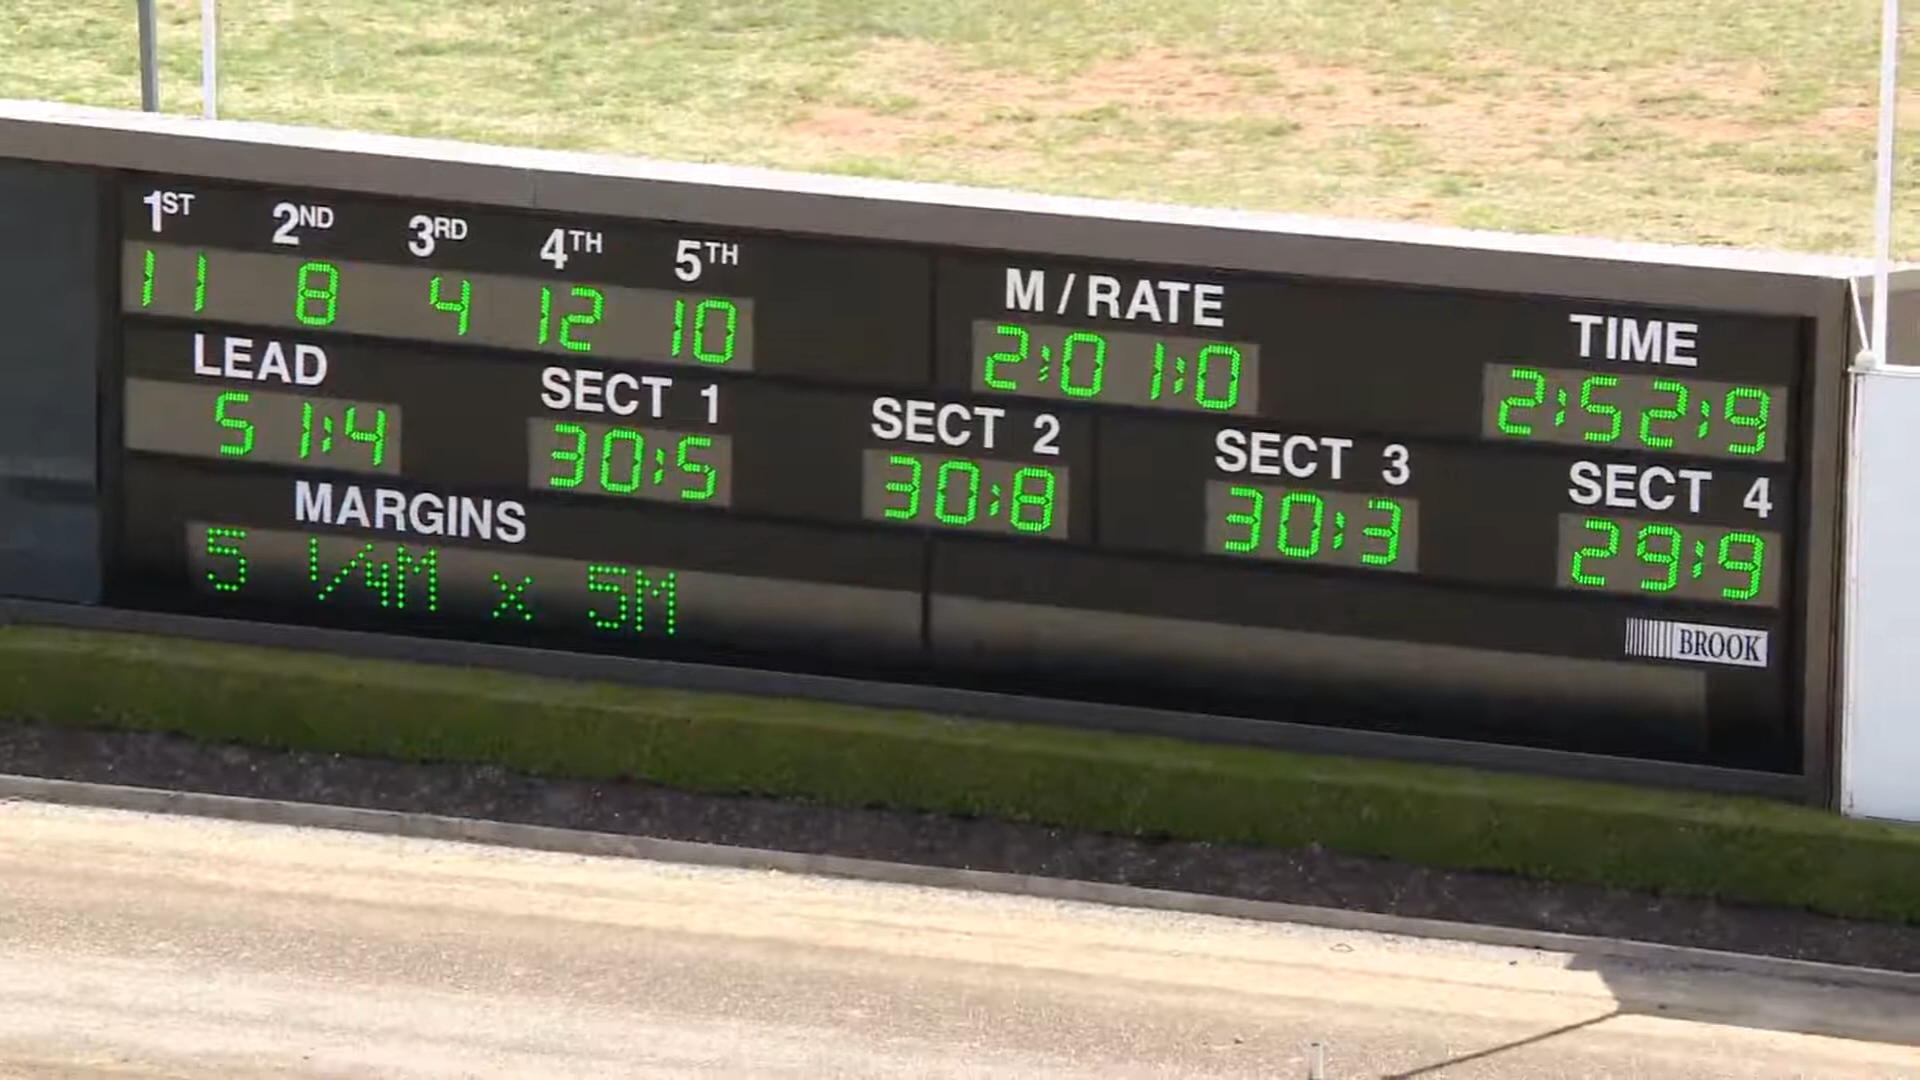 1ST 2ND 3RD 4TH 5TH M / RATE TIME
11 8 4 12 10 2:01:0 2:52:9
LEAD SECT 1 SECT 2 SECT 3 SECT 4
51:4 30:5 30:8 30:3 29:9
MARGINS
5 1/4M x 5M
BROOK